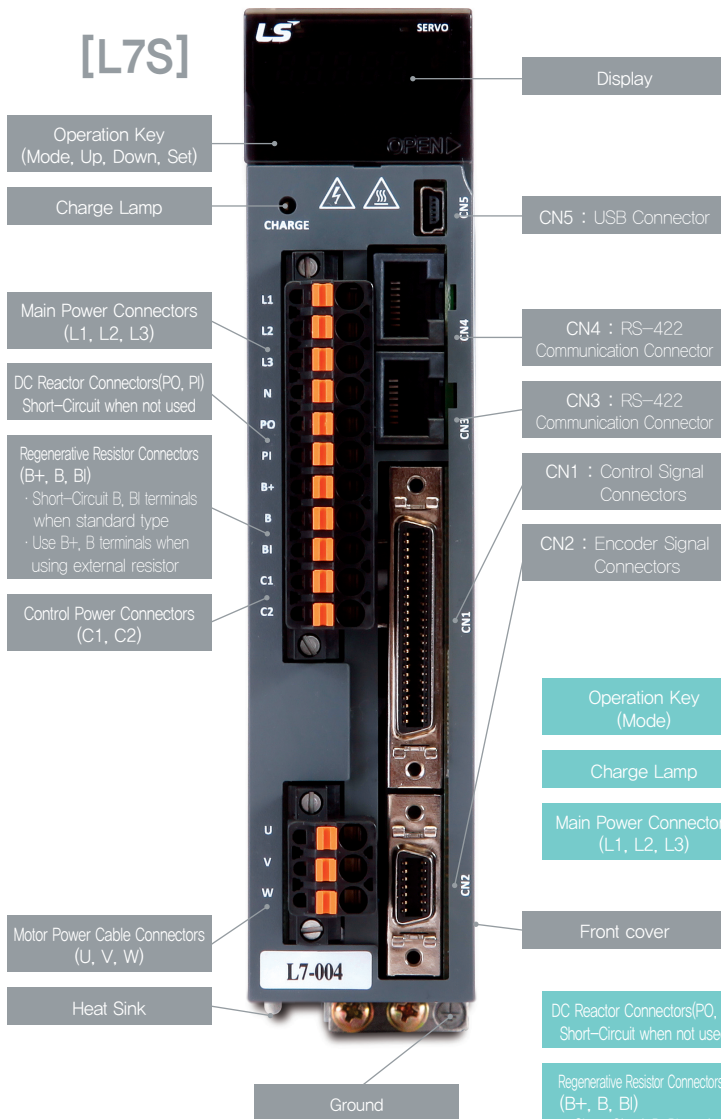 [L7S]
LS
SERVO
OPEN
Display
Operation Key
(Mode, Up, Down, Set)
Charge Lamp
CHARGE
CN5
CN5 : USB Connector
Main Power Connectors
(L1, L2, L3)
L1
L2
L3
N
PO
PI
B+
B
BI
C1
C2
CN4
CN4 : RS-422
Communication Connector
DC Reactor Connectors(PO, PI)
Short-Circuit when not used
CN3
CN3 : RS-422
Communication Connector
Regenerative Resistor Connectors
(B+, B, BI)
· Short-Circuit B, BI terminals
when standard type
· Use B+, B terminals when
using external resistor
CN1 : Control Signal
Connectors
CN2 : Encoder Signal
Connectors
Control Power Connectors
(C1, C2)
CN1
Operation Key
(Mode)
Charge Lamp
Main Power Connector
(L1, L2, L3)
U
V
W
CN2
Motor Power Cable Connectors
(U, V, W)
Front cover
L7-004
Heat Sink
DC Reactor Connectors(PO,
Short-Circuit when not use
Ground
Regenerative Resistor Connectors
(B+, B, BI)